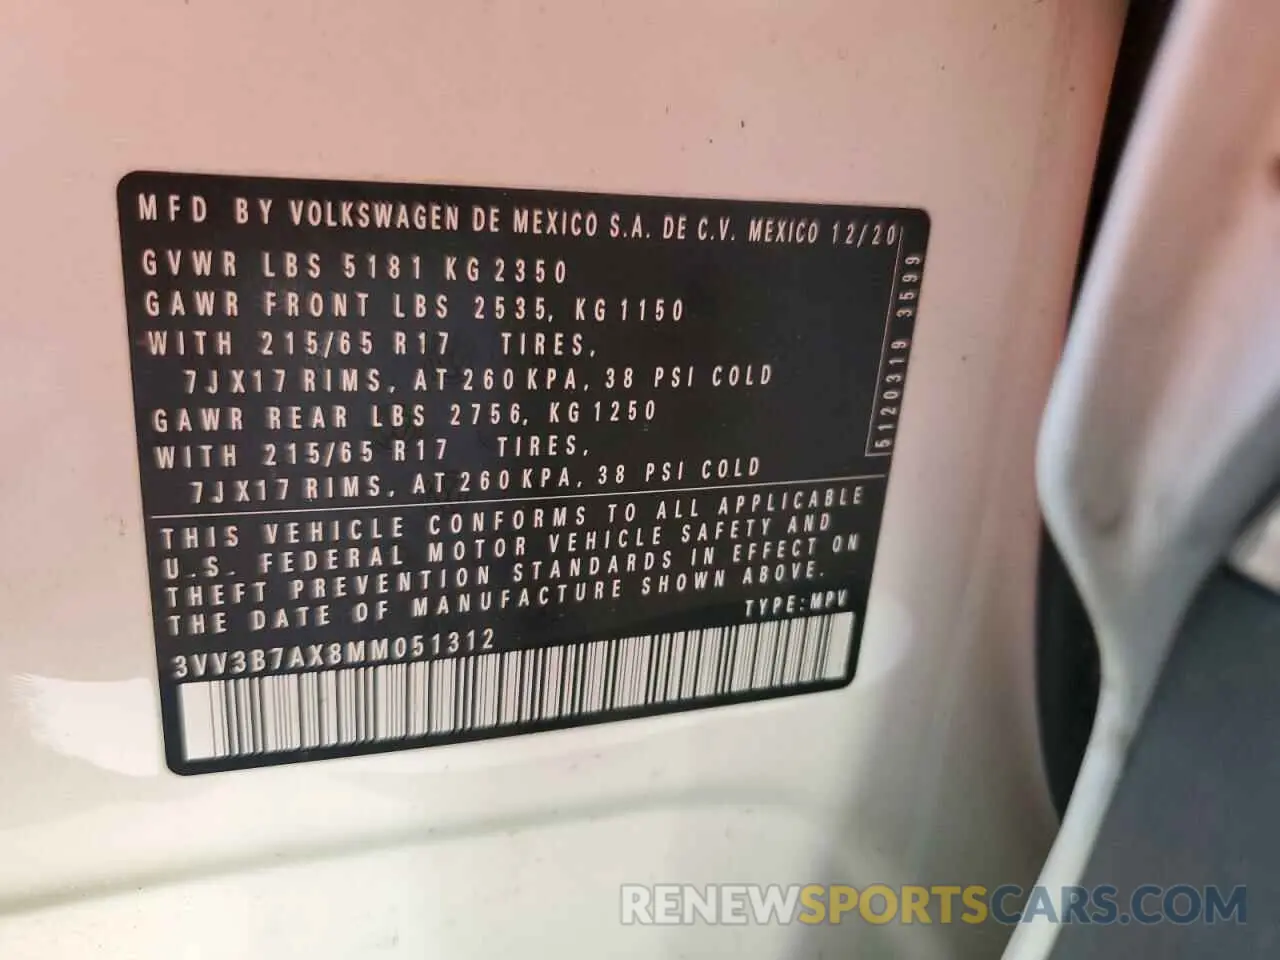 MFD BY VOLKSWAGEN DE MEXICO S.A. DE C.V. MEXICO 12/20
GVWR LBS 5181 KG 2350
GAWR FRONT LBS 2535, KG 1150
WITH 215/65 R17 TIRES,
7JX17 RIMS, AT 260 KPA, 38 PSI COLD
GAWR REAR LBS 2756, KG 1250
WITH 215/65 R17 TIRES,
7JX17 RIMS, AT 260 KPA, 38 PSI COLD
5120319 3599
THIS VEHICLE CONFORMS TO ALL APPLICABLE
U.S. FEDERAL MOTOR VEHICLE SAFETY AND
THEFT PREVENTION STANDARDS IN EFFECT ON
THE DATE OF MANUFACTURE SHOWN ABOVE.
3VV3B7AX8MM051312 TYPE:MPV
RENEWSPORTSCARS.COM